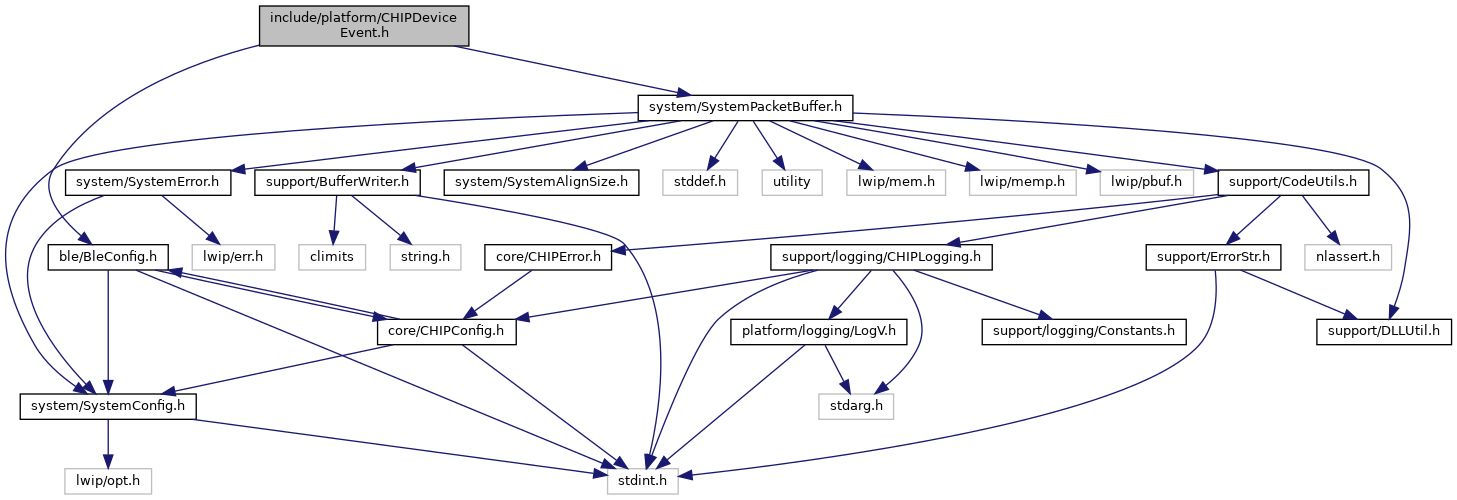 include/platform/CHIPDevice
Event.h
system/SystemPacketBuffer.h
system/SystemError.h
support/BufferWriter.h
system/SystemAlignSize.h
stddef.h
utility
lwip/mem.h
lwip/memp.h
lwip/pbuf.h
support/CodeUtils.h
ble/BleConfig.h
lwip/err.h
climits
string.h
core/CHIPError.h
support/logging/CHIPLogging.h
support/ErrorStr.h
nlassert.h
core/CHIPConfig.h
platform/logging/LogV.h
support/logging/Constants.h
support/DLLUtil.h
system/SystemConfig.h
stdarg.h
lwip/opt.h
stdint.h